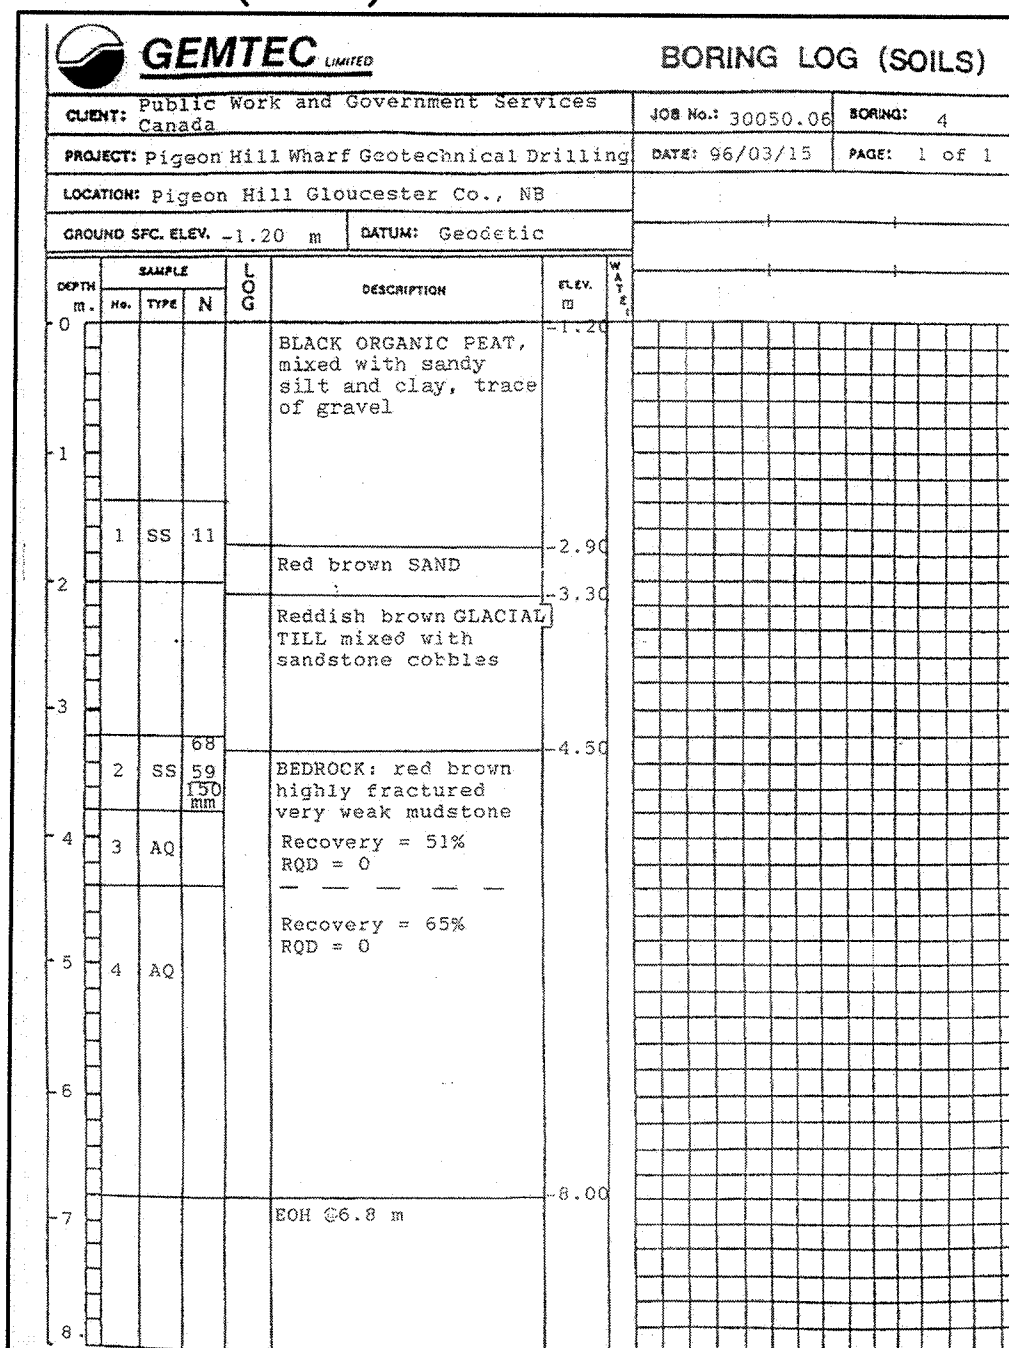 GEMTEC LIMITED
BORING LOG (SOILS)
CLIENT: Public Work and Government Services
Canada
JOB No.: 30050.06
BORING: 4
PROJECT: Pigeon Hill Wharf Geotechnical Drilling
DATE: 96/03/15
PAGE: 1 of 1
LOCATION: Pigeon Hill Gloucester Co., NB
GROUND SFC. ELEV. -1.20 m
DATUM: Geodetic
DEPTH
m.
SAMPLE
No. TYPE N
LOG
DESCRIPTION
ELEV.
m
0
-1.20
BLACK ORGANIC PEAT,
mixed with sandy
silt and clay, trace
of gravel
1
1 SS 11
-2.90
Red brown SAND
2
-3.30
Reddish brown GLACIAL
TILL mixed with
sandstone cobbles
3
68
-4.50
2 SS 59
150
mm
BEDROCK: red brown
highly fractured
very weak mudstone
4
3 AQ
Recovery = 51%
RQD = 0
Recovery = 65%
RQD = 0
5
4 AQ
6
-8.00
7
EOH @6.8 m
8